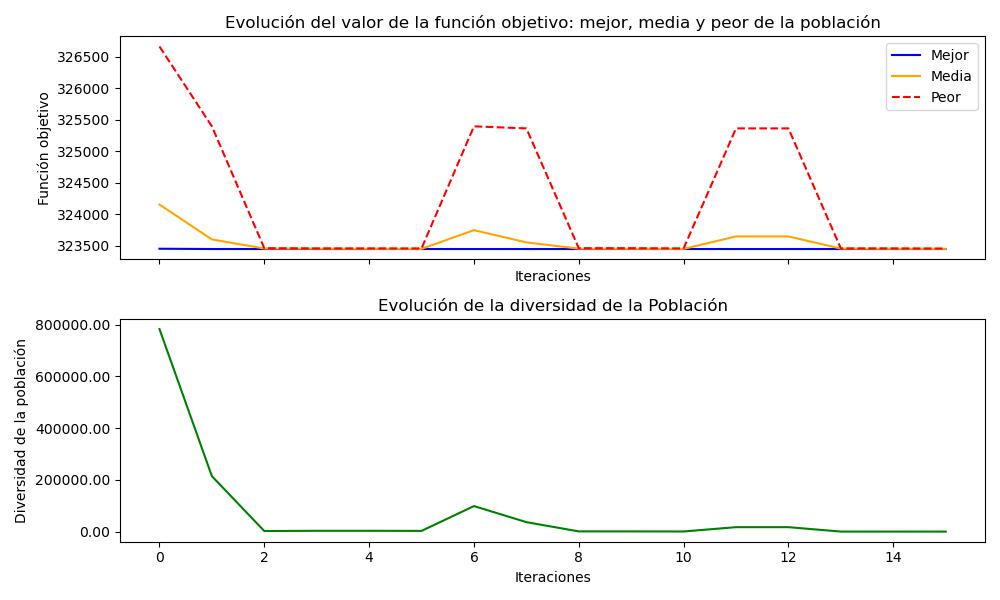 Evolución del valor de la función objetivo: mejor, media y peor de la población
326500
326000
325500
325000
324500
324000
323500
Función objetivo
Mejor
Media
Peor
Iteraciones
Evolución de la diversidad de la Población
800000.00
600000.00
400000.00
200000.00
0.00
Diversidad de la población
0 2 4 6 8 10 12 14
Iteraciones